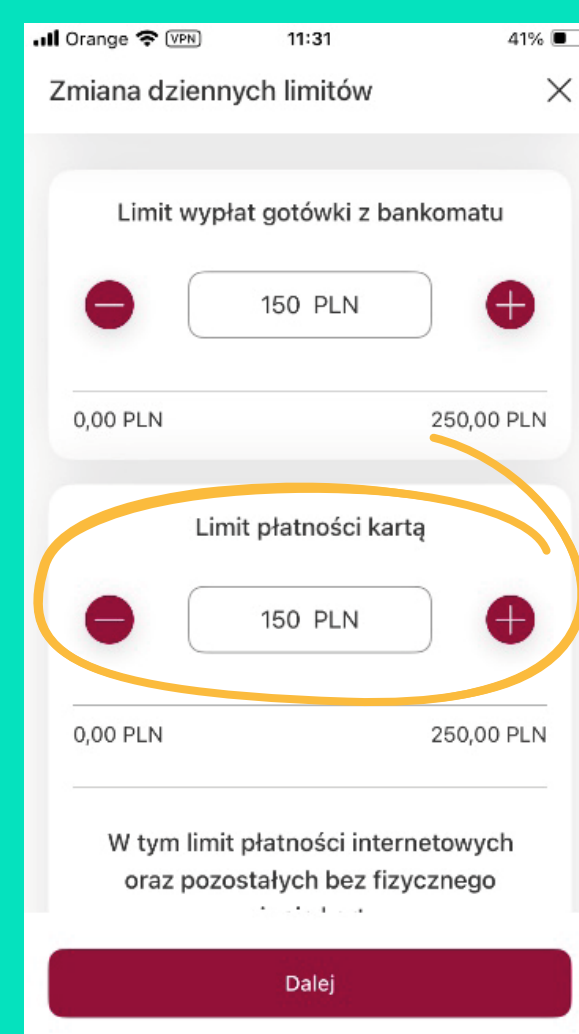 Orange VPN 11:31 41%
Zmiana dziennych limitów
Limit wypłat gotówki z bankomatu
150 PLN
0,00 PLN 250,00 PLN
Limit płatności kartą
150 PLN
0,00 PLN 250,00 PLN
W tym limit płatności internetowych
oraz pozostałych bez fizycznego
Dalej